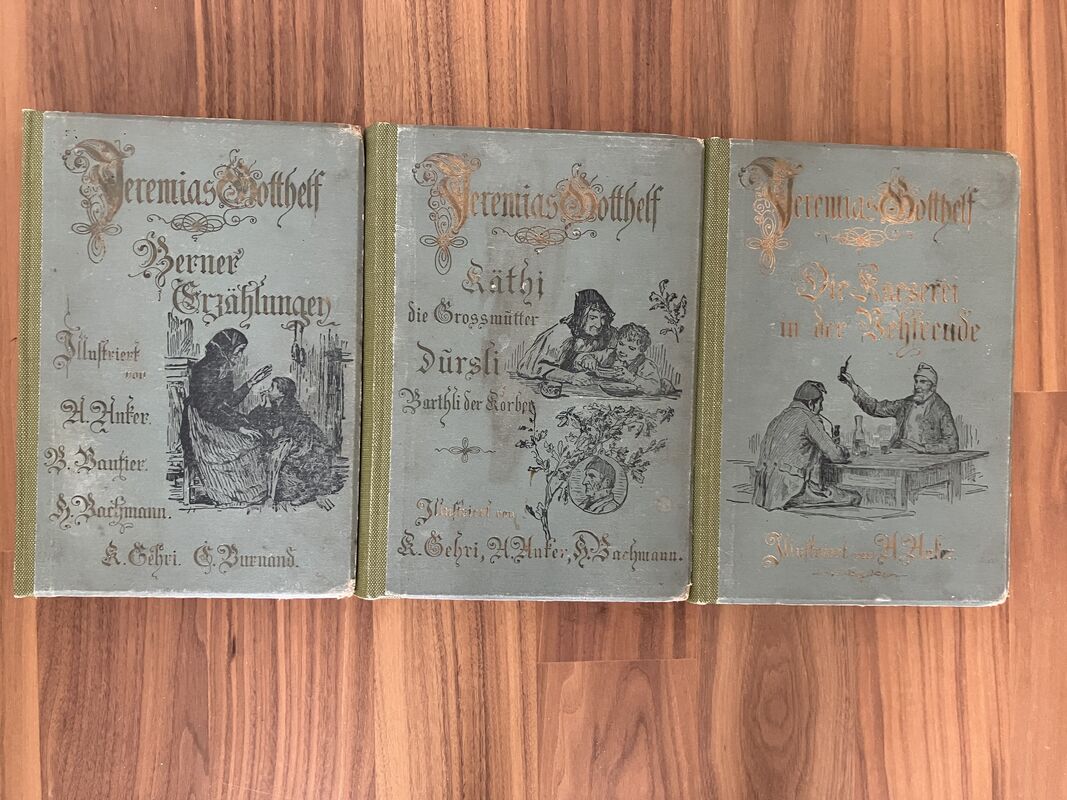 Jeremias Gotthelf
Berner
Erzählungen
Illustriert
von
A. Anker.
B. Vautier.
H. Bachmann.
K. Gehri. E. Burnand.
Jeremias Gotthelf
Käthi
die Grossmutter
Dursli
Barthli der Korber
Illustriert von
K. Gehri, A. Anker, H. Bachmann.
Jeremias Gotthelf
Die Kaeserei
in der Vehfreude
Illustriert von A. Anker